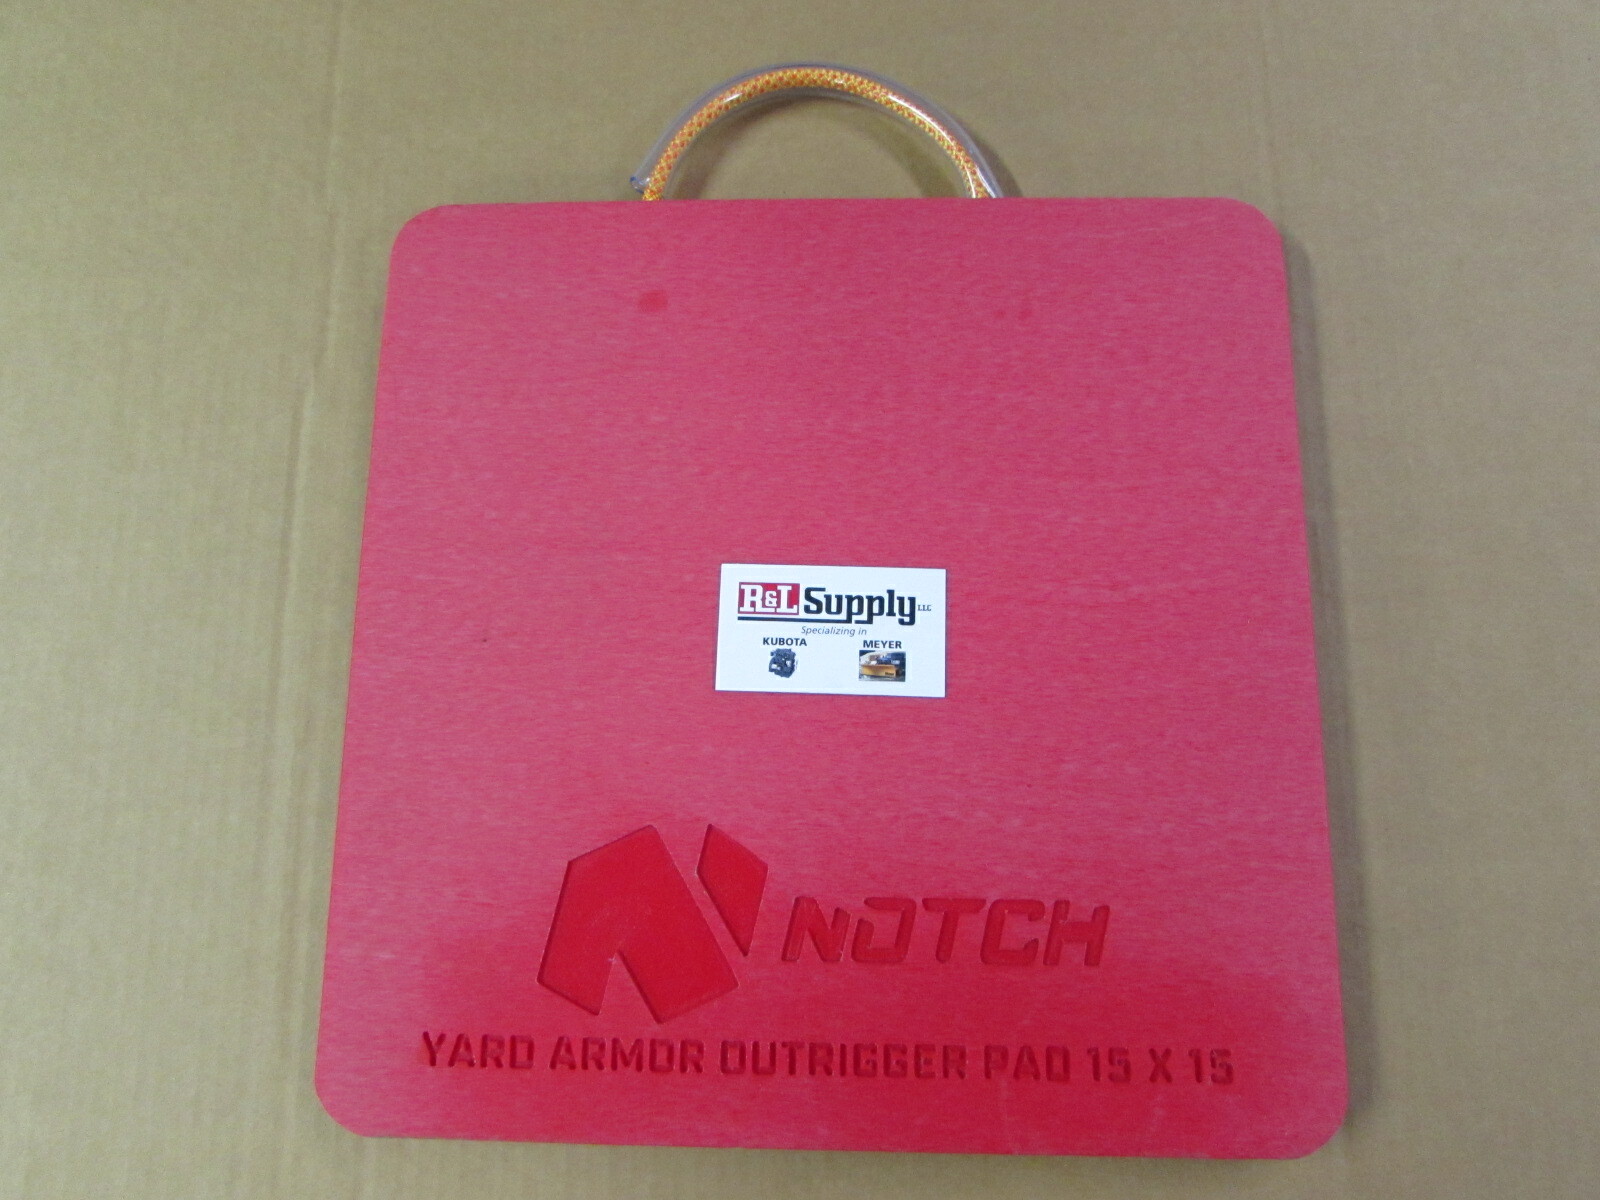 R&L Supply LLC
Specializing in
KUBOTA MEYER
NOTCH
YARD ARMOR OUTRIGGER PAD 15 X 15